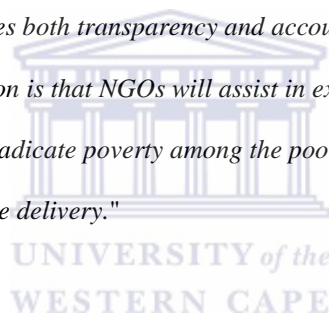 es both transparency and accou
on is that NGOs will assist in ex
adicate poverty among the poo
e delivery."
UNIVERSITY of the
WESTERN CAPE